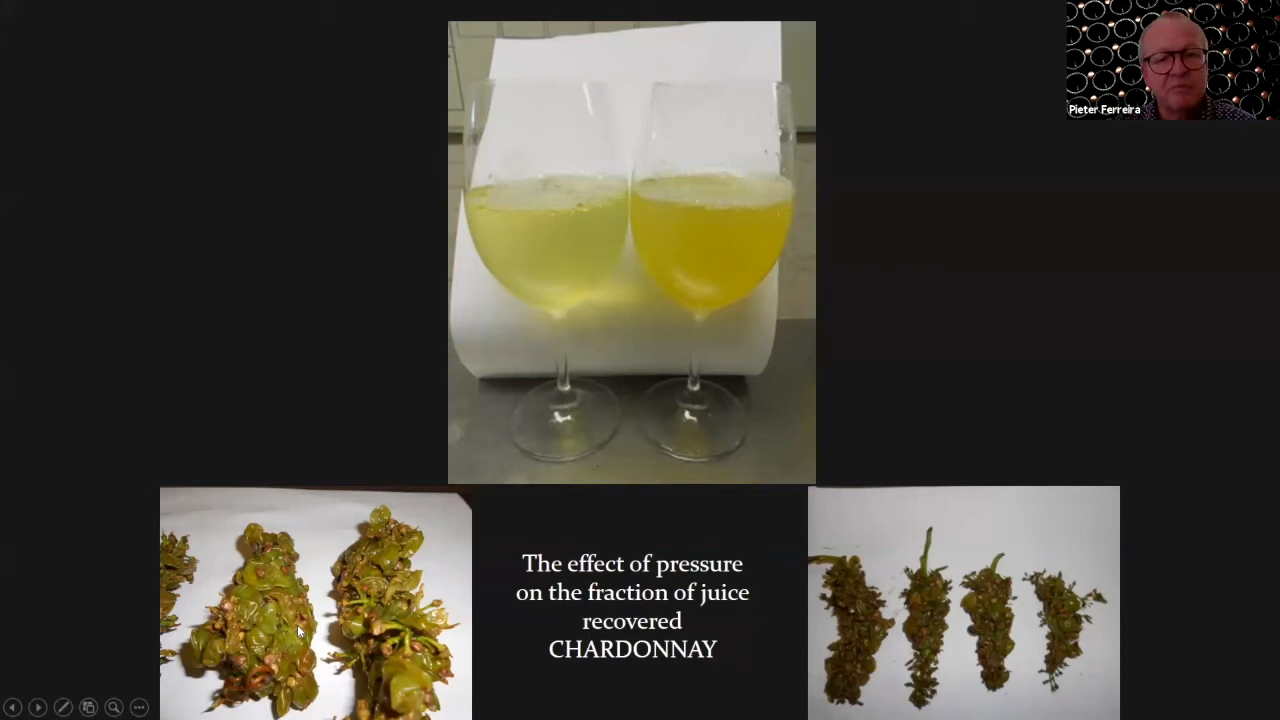 Pieter Ferreira
The effect of pressure
on the fraction of juice
recovered
CHARDONNAY